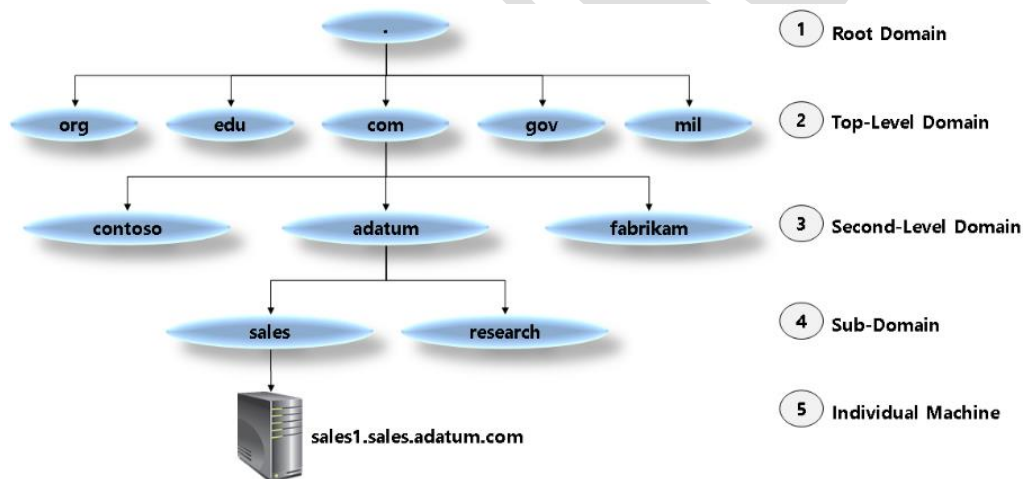 .
1 Root Domain
org edu com gov mil
2 Top-Level Domain
contoso adatum fabrikam
3 Second-Level Domain
sales research
4 Sub-Domain
5 Individual Machine
sales1.sales.adatum.com